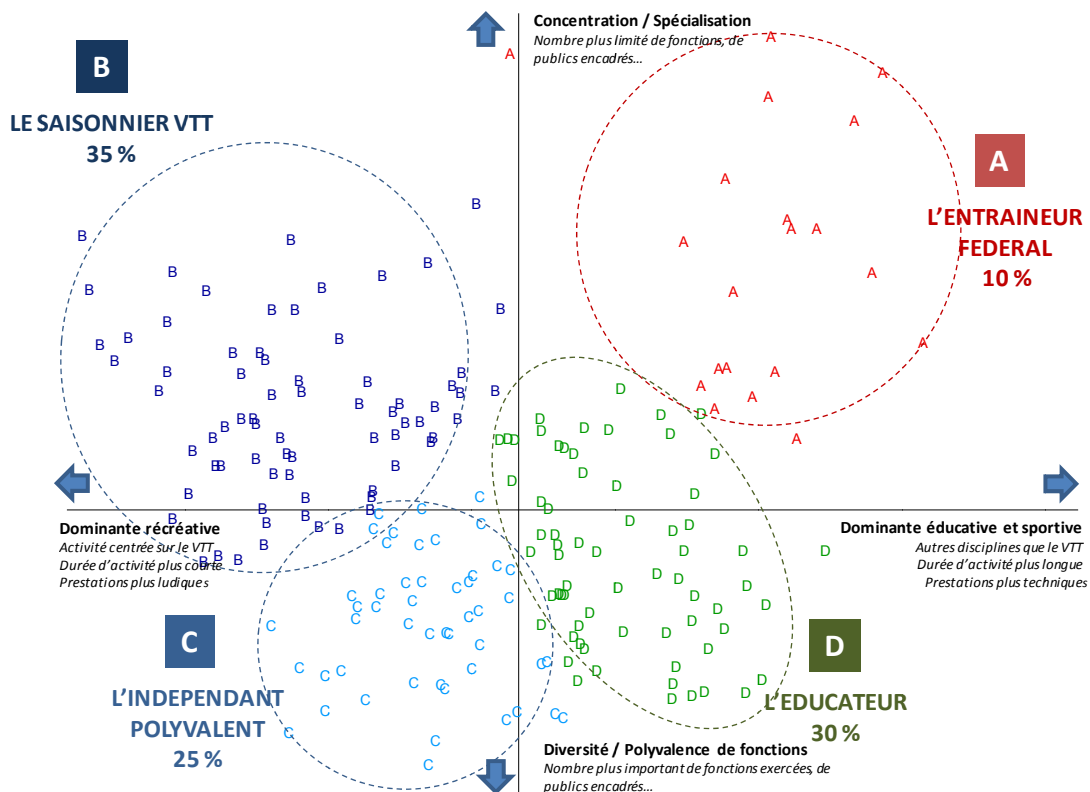 Concentration / Spécialisation
Nombre plus limité de fonctions, de
publics encadrés…
B
LE SAISONNIER VTT
35 %
A
L’ENTRAINEUR
FEDERAL
10 %
Dominante récréative
Activité centrée sur le VTT
Durée d’activité plus courte
Prestations plus ludiques
Dominante éducative et sportive
Autres disciplines que le VTT
Durée d’activité plus longue
Prestations plus techniques
C
L’INDEPENDANT
POLYVALENT
25 %
D
L’EDUCATEUR
30 %
Diversité / Polyvalence de fonctions
Nombre plus important de fonctions exercées, de
publics encadrés…